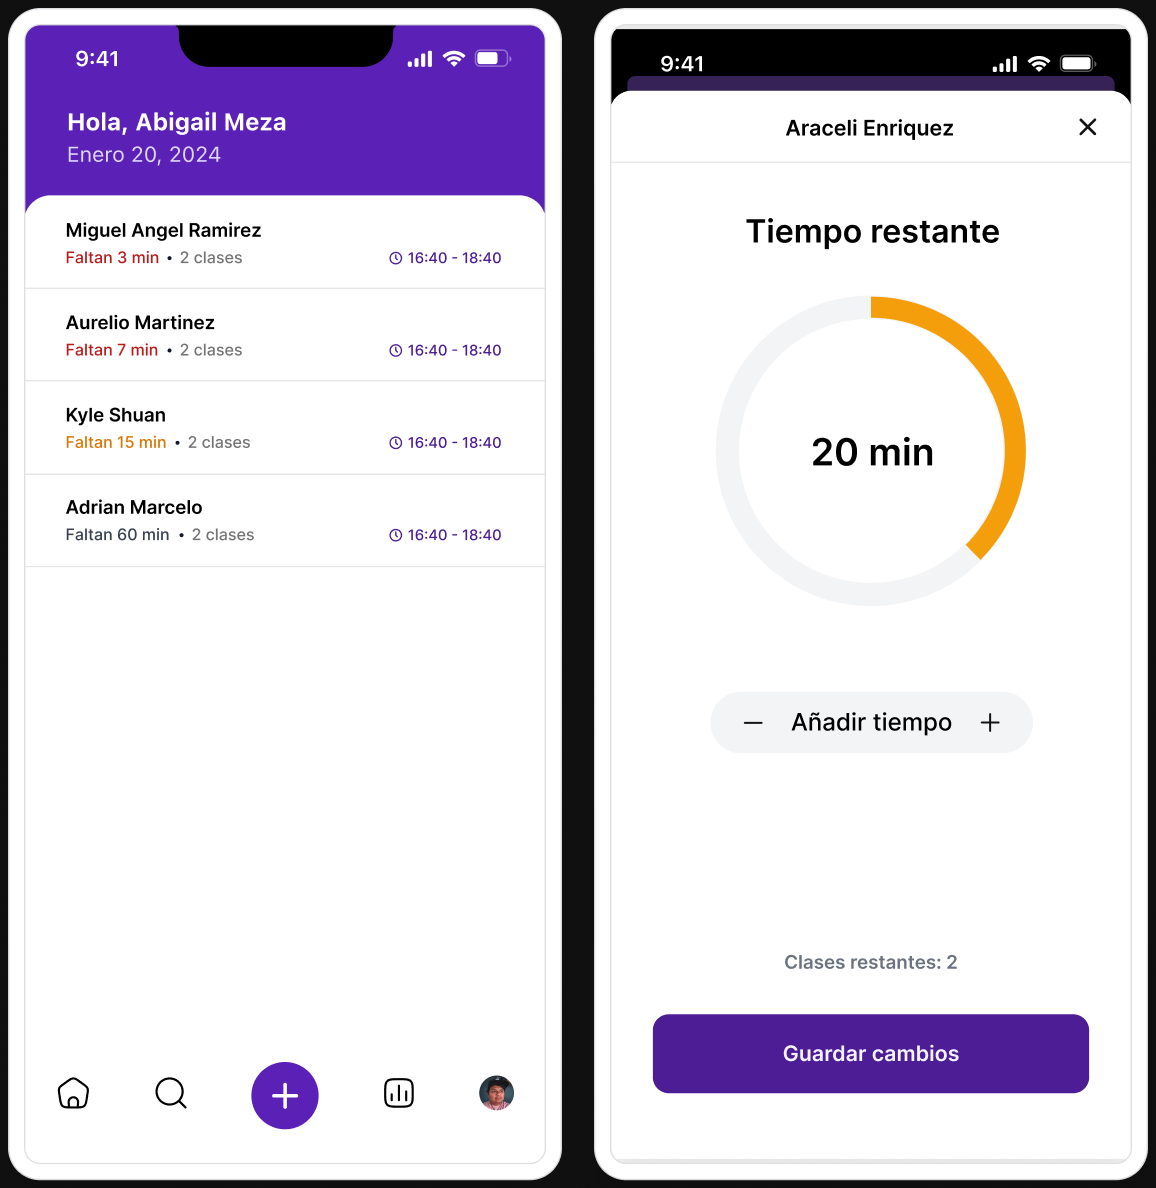 9:41
Hola, Abigail Meza
Enero 20, 2024
Miguel Angel Ramirez
Faltan 3 min • 2 clases 16:40 - 18:40
Aurelio Martinez
Faltan 7 min • 2 clases 16:40 - 18:40
Kyle Shuan
Faltan 15 min • 2 clases 16:40 - 18:40
Adrian Marcelo
Faltan 60 min • 2 clases 16:40 - 18:40
9:41
Araceli Enriquez
Tiempo restante
20 min
Añadir tiempo
Clases restantes: 2
Guardar cambios